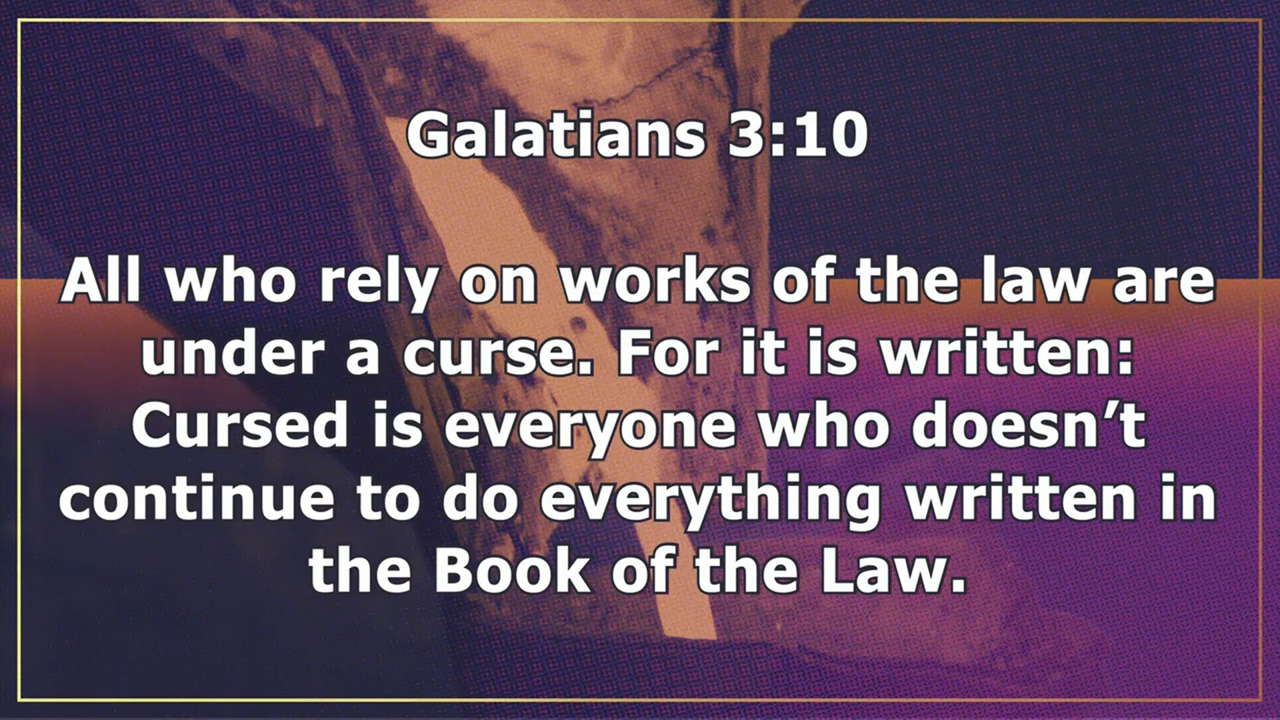 Galatians 3:10
All who rely on works of the law are
under a curse. For it is written:
Cursed is everyone who doesn’t
continue to do everything written in
the Book of the Law.